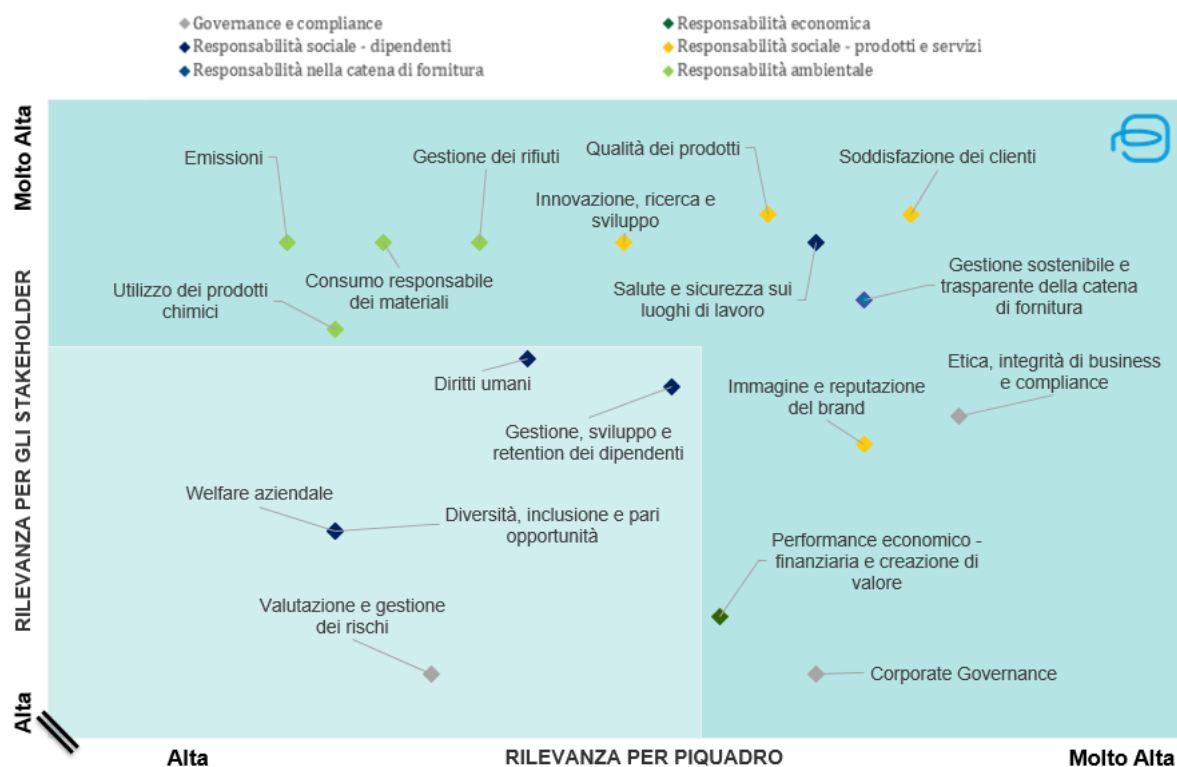 Governance e compliance
Responsabilità economica
Responsabilità sociale - dipendenti
Responsabilità sociale - prodotti e servizi
Responsabilità nella catena di fornitura
Responsabilità ambientale
Molto Alta
RILEVANZA PER GLI STAKEHOLDER
Alta
Emissioni
Gestione dei rifiuti
Qualità dei prodotti
Soddisfazione dei clienti
Innovazione, ricerca e
sviluppo
Utilizzo dei prodotti
chimici
Consumo responsabile
dei materiali
Salute e sicurezza sui
luoghi di lavoro
Gestione sostenibile e
trasparente della catena
di fornitura
Diritti umani
Immagine e reputazione
del brand
Etica, integrità di business
e compliance
Gestione, sviluppo e
retention dei dipendenti
Welfare aziendale
Diversità, inclusione e pari
opportunità
Performance economico -
finanziaria e creazione di
valore
Valutazione e gestione
dei rischi
Corporate Governance
Alta
RILEVANZA PER PIQUADRO
Molto Alta